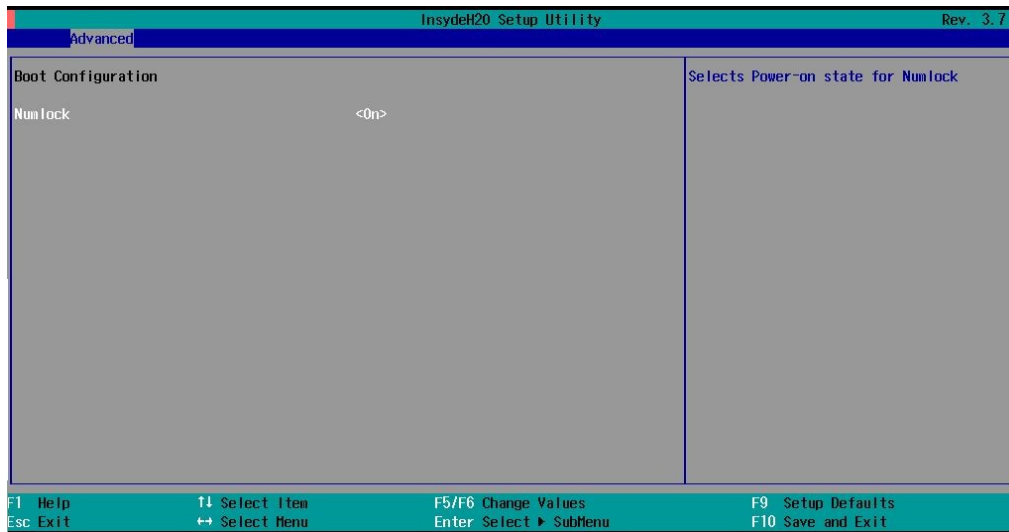 InsydeH2O Setup Utility Rev. 3.7
Advanced
Boot Configuration
Selects Power-on state for Numlock
Numlock <On>
F1 Help ↑↓ Select Item F5/F6 Change Values F9 Setup Defaults
Esc Exit ↔ Select Menu Enter Select ▶ SubMenu F10 Save and Exit